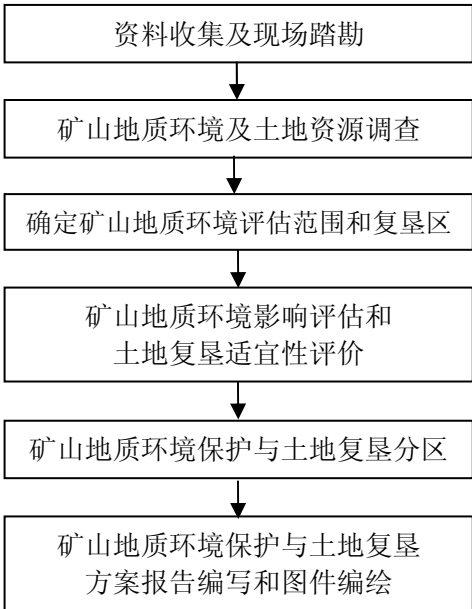 资料收集及现场踏勘
矿山地质环境及土地资源调查
确定矿山地质环境评估范围和复垦区
矿山地质环境影响评估和
土地复垦适宜性评价
矿山地质环境保护与土地复垦分区
矿山地质环境保护与土地复垦
方案报告编写和图件编绘